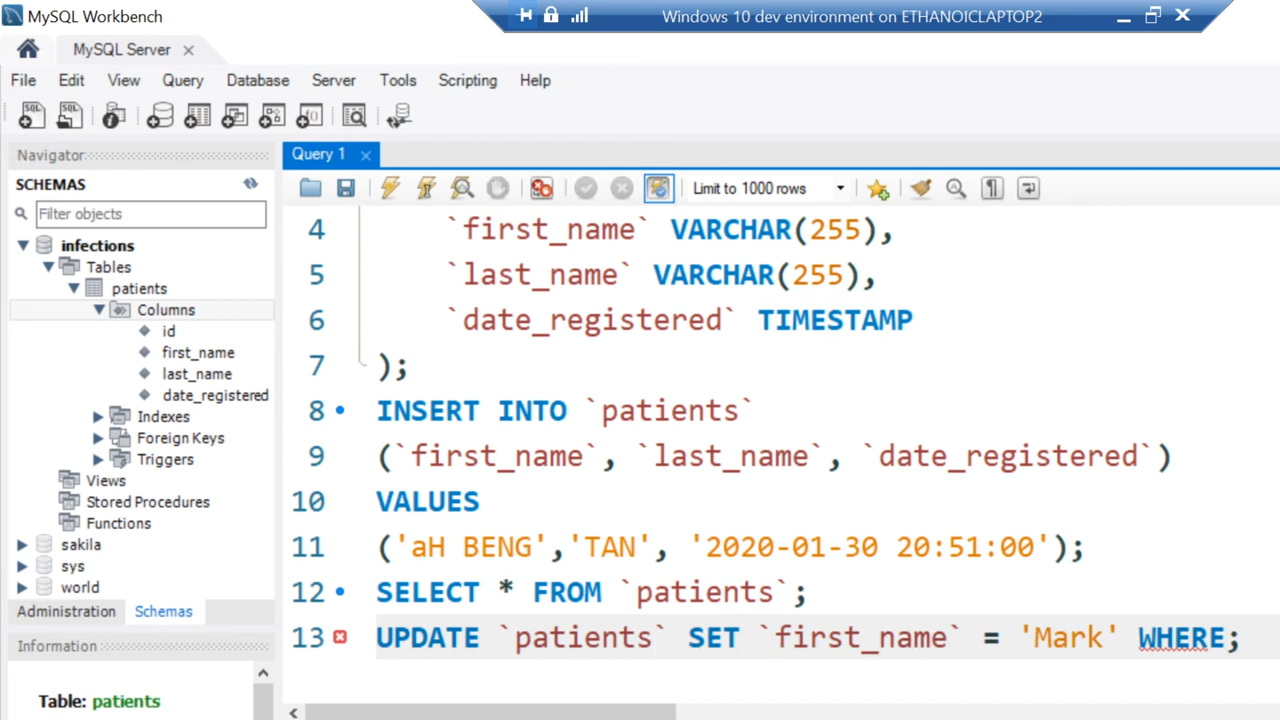 MySQL Workbench
Windows 10 dev environment on ETHANOICLAPTOP2
MySQL Server
File Edit View Query Database Server Tools Scripting Help
Navigator
SCHEMAS
Filter objects
infections
Tables
patients
Columns
id
first_name
last_name
date_registered
Indexes
Foreign Keys
Triggers
Views
Stored Procedures
Functions
sakila
sys
world
Administration Schemas
Information
Table: patients
Query 1
Limit to 1000 rows
4 `first_name` VARCHAR(255),
5 `last_name` VARCHAR(255),
6 `date_registered` TIMESTAMP
7 );
8 INSERT INTO `patients`
9 (`first_name`, `last_name`, `date_registered`)
10 VALUES
11 ('aH BENG','TAN', '2020-01-30 20:51:00');
12 SELECT * FROM `patients`;
13 UPDATE `patients` SET `first_name` = 'Mark' WHERE;